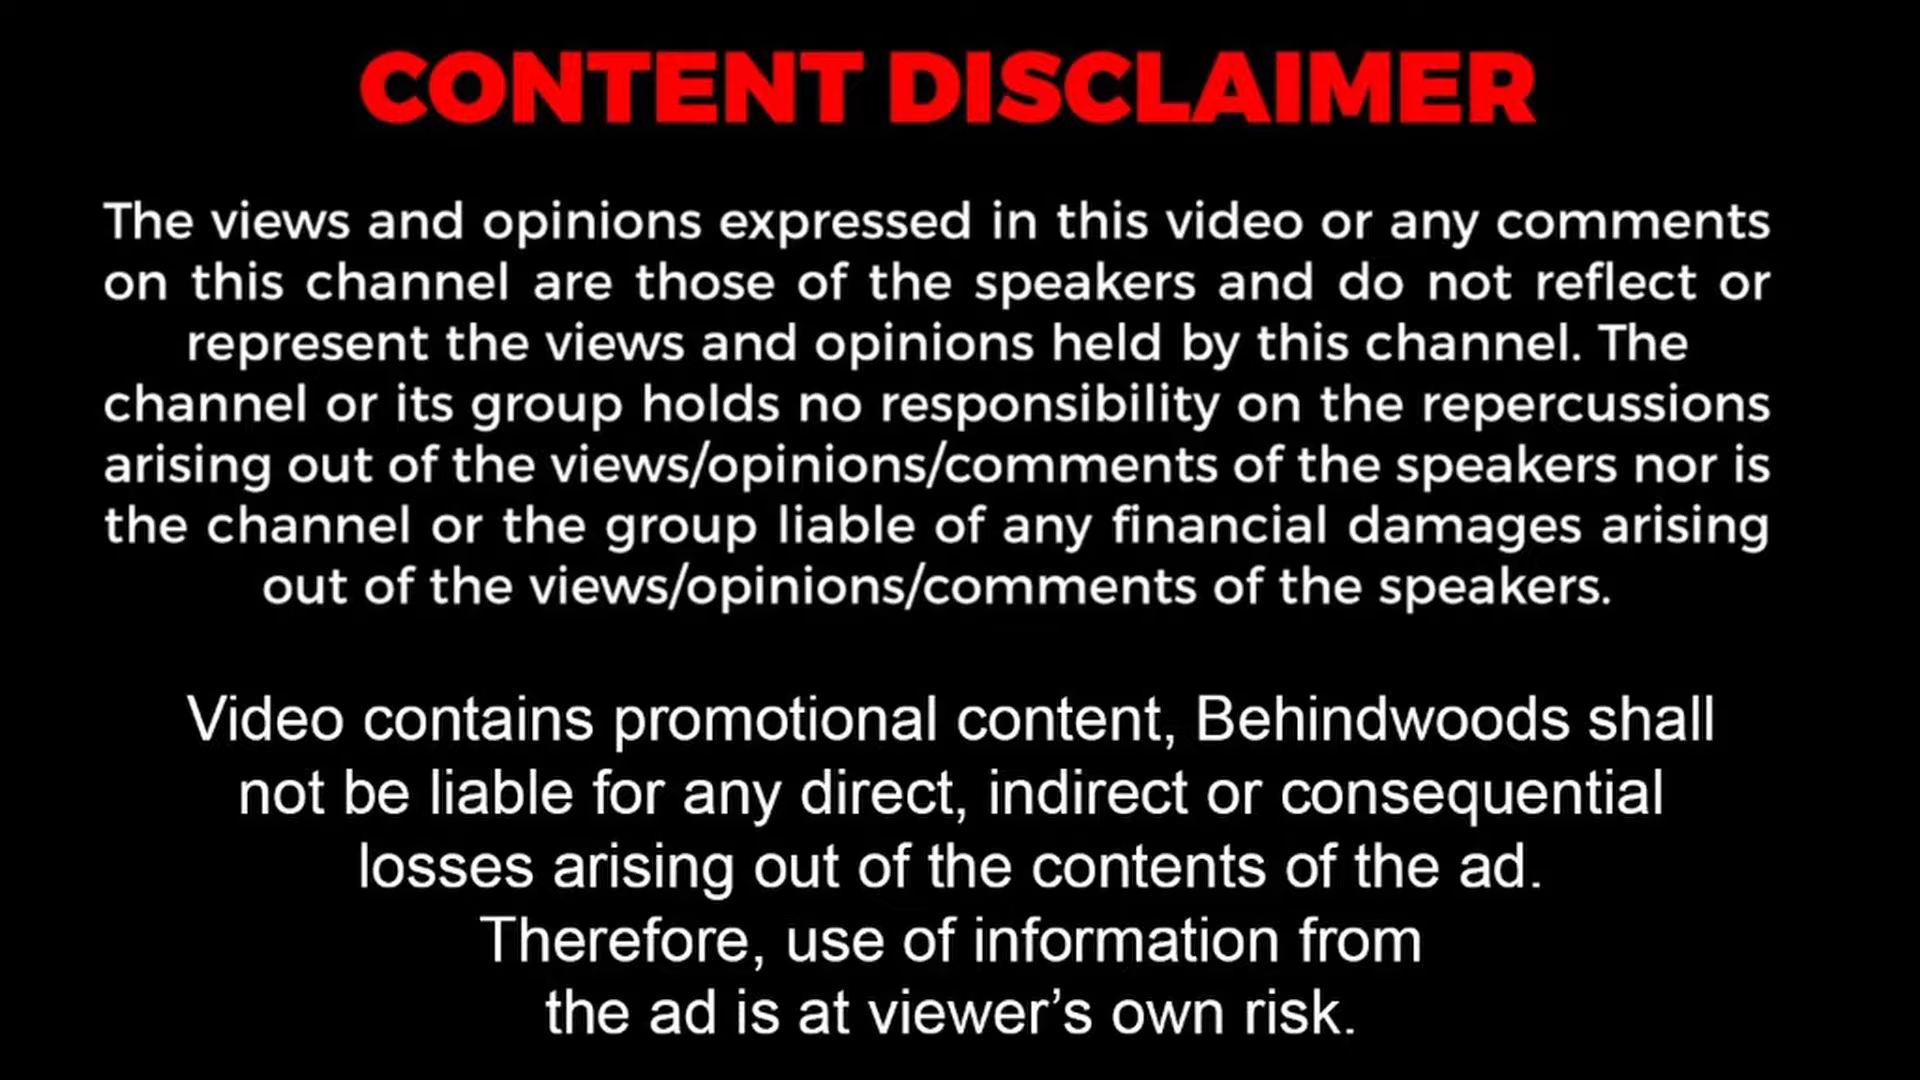 CONTENT DISCLAIMER
The views and opinions expressed in this video or any comments
on this channel are those of the speakers and do not reflect or
represent the views and opinions held by this channel. The
channel or its group holds no responsibility on the repercussions
arising out of the views/opinions/comments of the speakers nor is
the channel or the group liable of any financial damages arising
out of the views/opinions/comments of the speakers.
Video contains promotional content, Behindwoods shall
not be liable for any direct, indirect or consequential
losses arising out of the contents of the ad.
Therefore, use of information from
the ad is at viewer’s own risk.